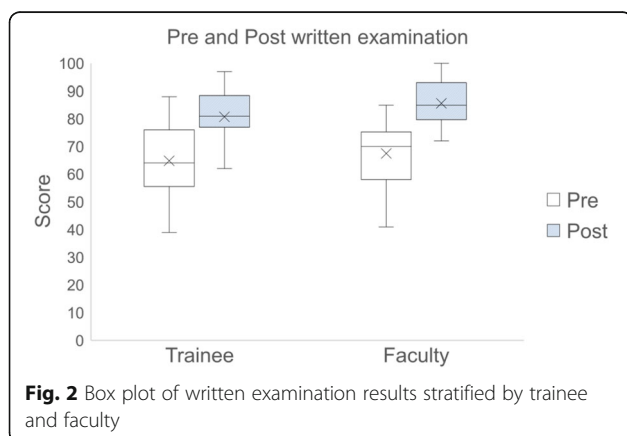 Pre and Post written examination
100
90
80
70
60
50
40
30
20
10
0
Score
Trainee
Faculty
Pre
Post
Fig. 2 Box plot of written examination results stratified by trainee
and faculty